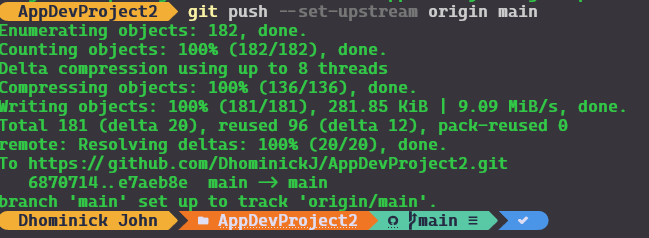 AppDevProject2 git push --set-upstream origin main
Enumerating objects: 182, done.
Counting objects: 100% (182/182), done.
Delta compression using up to 8 threads
Compressing objects: 100% (136/136), done.
Writing objects: 100% (181/181), 281.85 KiB | 9.09 MiB/s, done.
Total 181 (delta 20), reused 96 (delta 12), pack-reused 0
remote: Resolving deltas: 100% (20/20), done.
To https://github.com/DhominickJ/AppDevProject2.git
6870714..e7aeb8e main -> main
branch 'main' set up to track 'origin/main'.
Dhominick John AppDevProject2 main ≡ ✔